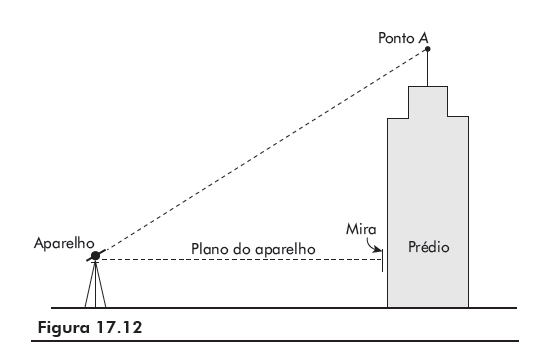 Ponto A
Aparelho
Plano do aparelho
Mira
Prédio
Figura 17.12